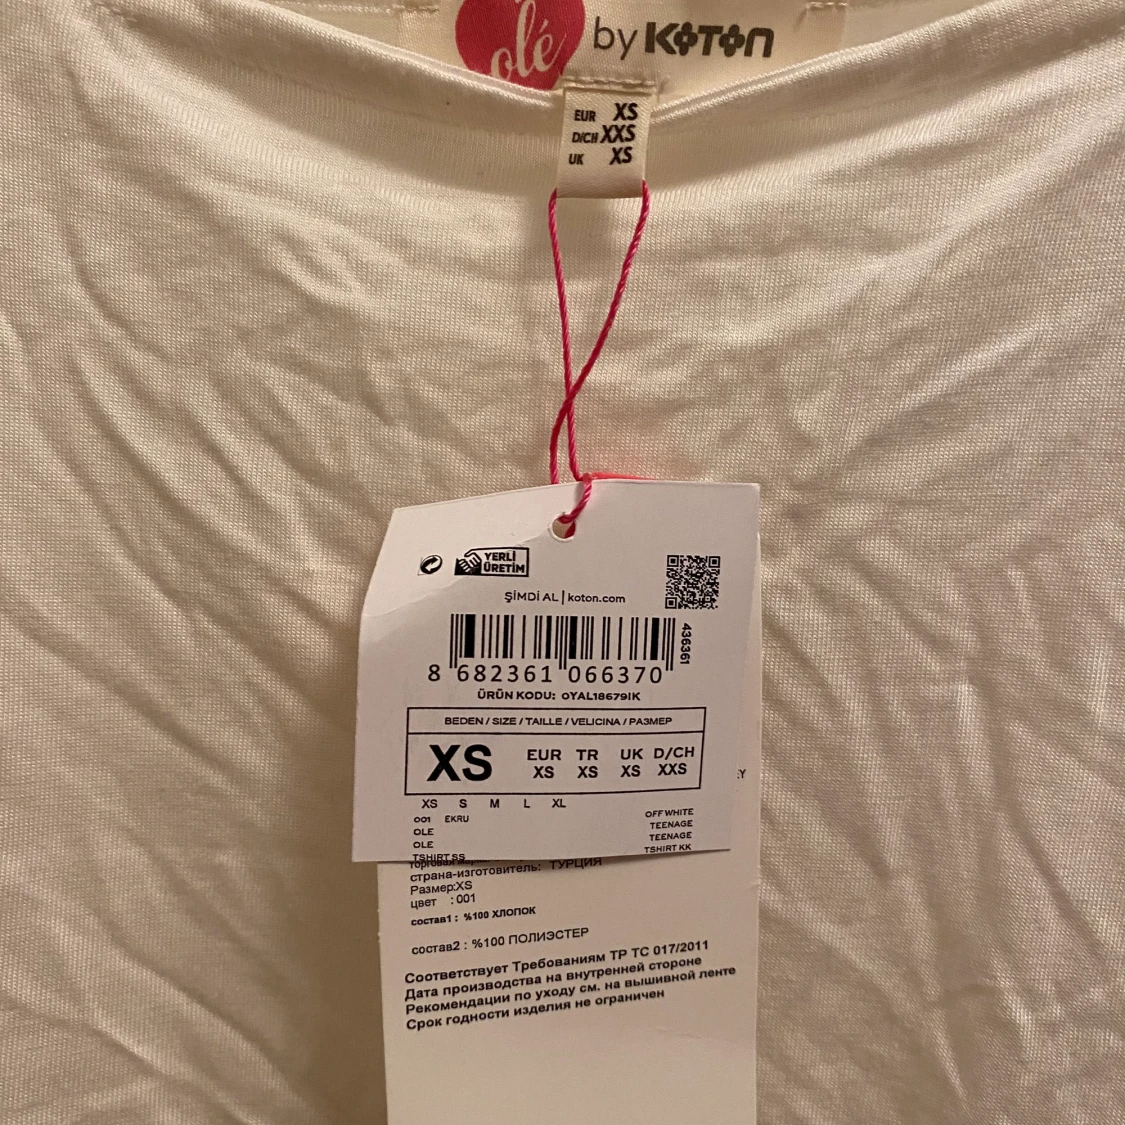 olé by KOTON
EUR XS
D/CH XXS
UK XS
YERLİ
ÜRETİM
ŞİMDİ AL | koton.com
436361
8 682361 066370
ÜRÜN KODU: 0YAL18679IK
BEDEN / SIZE / TAILLE / VELICINA / РАЗМЕР
XS EUR TR UK D/CH
XS XS XS XXS
XS S M L XL
001 EKRU OFF WHITE
OLE TEENAGE
OLE TEENAGE
TSHIRT SS TSHIRT KK
страна-изготовитель: ТУРЦИЯ
Размер:XS
цвет : 001
состав1 : %100 ХЛОПОК
состав2 : %100 ПОЛИЭСТЕР
Соответствует Требованиям ТР ТС 017/2011
Дата производства на внутренней стороне
Рекомендации по уходу см. на вышивной ленте
Срок годности изделия не ограничен